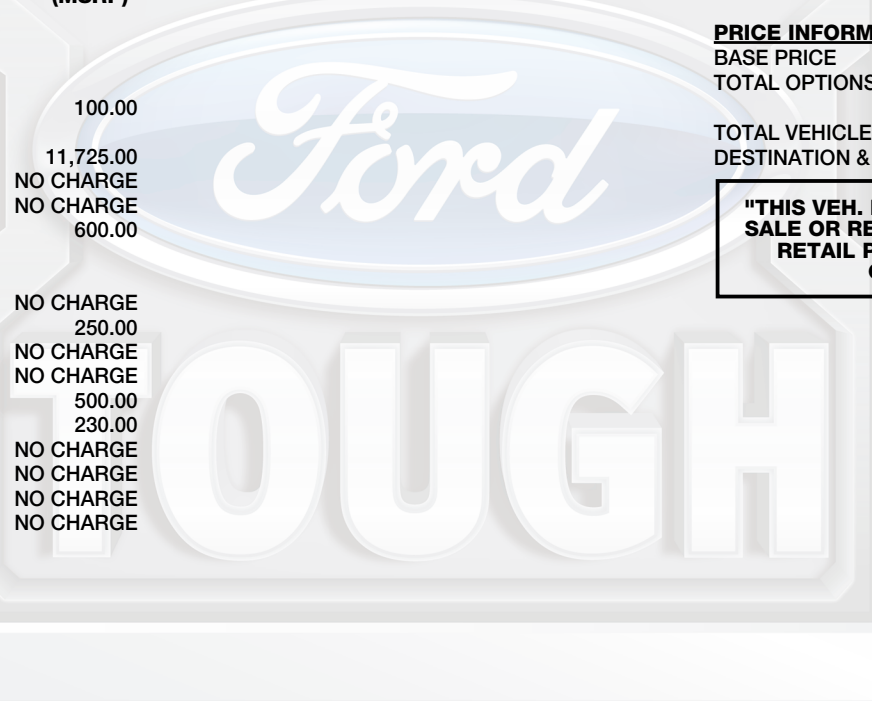 (MSRP)
100.00
11,725.00
NO CHARGE
NO CHARGE
600.00
NO CHARGE
250.00
NO CHARGE
NO CHARGE
500.00
230.00
NO CHARGE
NO CHARGE
NO CHARGE
NO CHARGE
PRICE INFORM
BASE PRICE
TOTAL OPTIONS
TOTAL VEHICLE
DESTINATION &
"THIS VEH.
SALE OR RE
RETAIL P
Ford
TOUGH